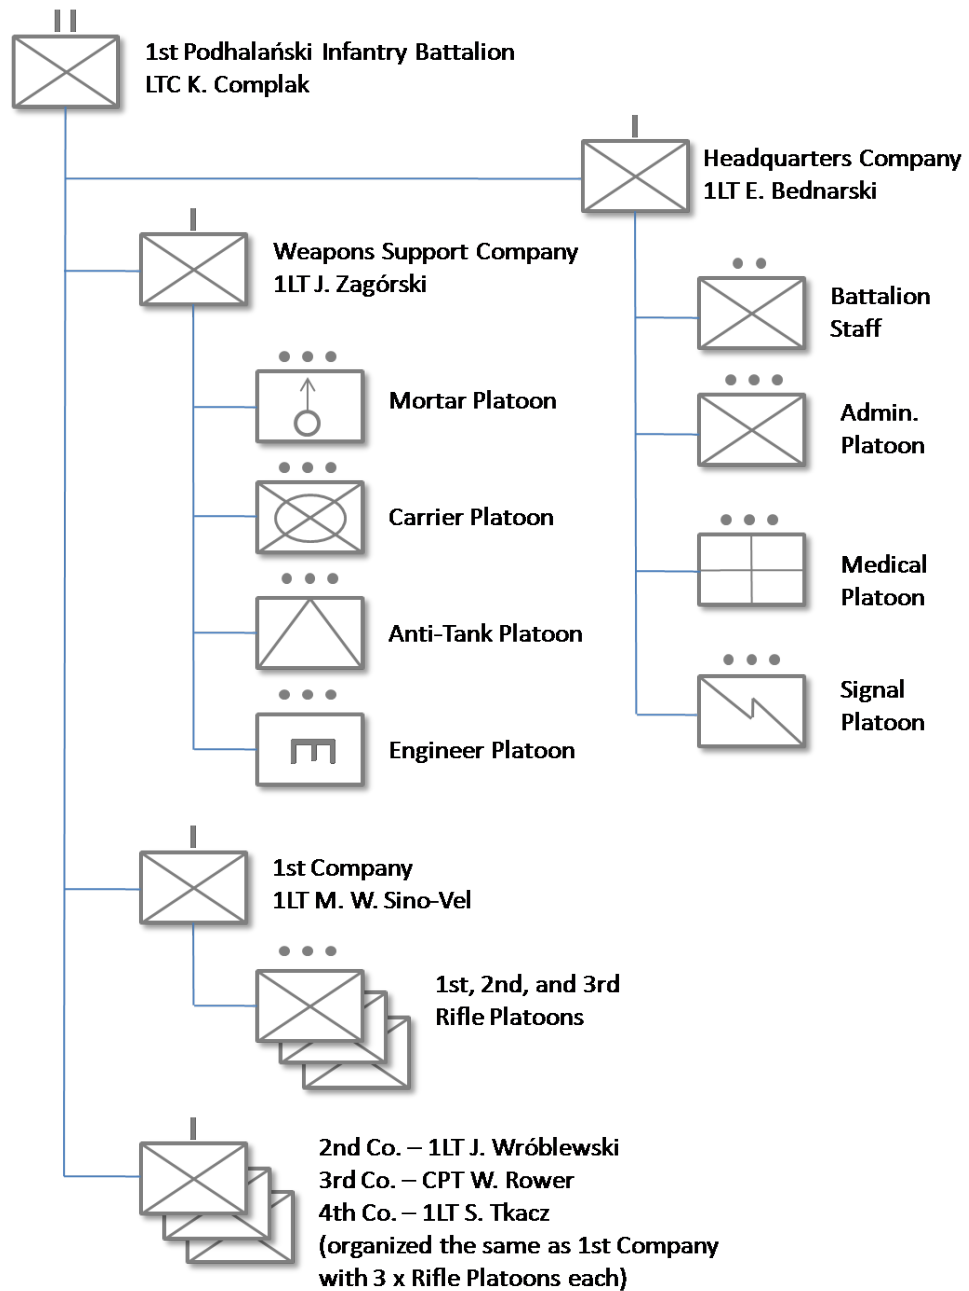 1st Podhalański Infantry Battalion
LTC K. Complak
Headquarters Company
1LT E. Bednarski
Weapons Support Company
1LT J. Zagórski
Battalion
Staff
Mortar Platoon
Admin.
Platoon
Carrier Platoon
Medical
Platoon
Anti-Tank Platoon
Signal
Platoon
Engineer Platoon
1st Company
1LT M. W. Sino-Vel
1st, 2nd, and 3rd
Rifle Platoons
2nd Co. – 1LT J. Wróblewski
3rd Co. – CPT W. Rower
4th Co. – 1LT S. Tkacz
(organized the same as 1st Company
with 3 x Rifle Platoons each)